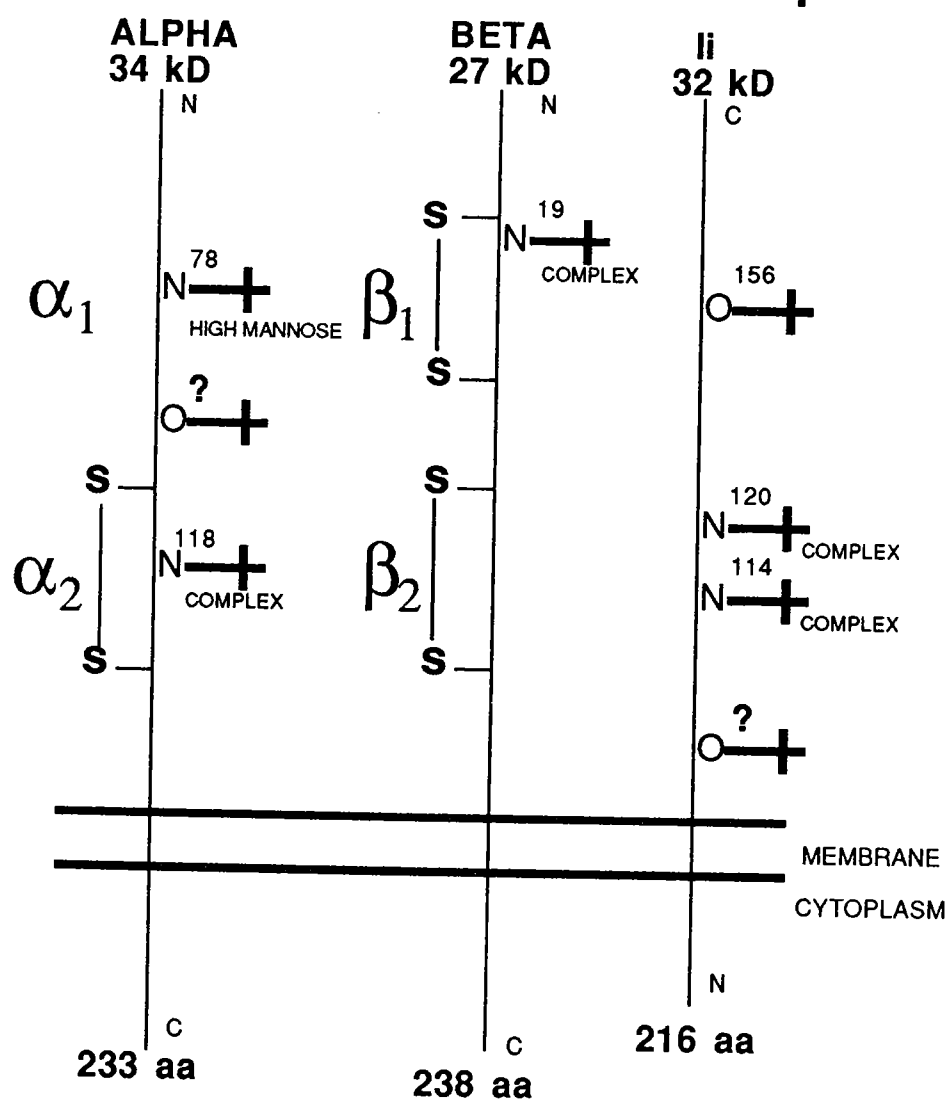 ALPHA
34 kD
N
α1
N 78
HIGH MANNOSE
O ?
S
α2
N 118
COMPLEX
S
C
233 aa
BETA
27 kD
N
S
N 19
COMPLEX
β1
S
S
β2
S
C
238 aa
Ii
32 kD
C
O 156
N 120
COMPLEX
N 114
COMPLEX
O ?
MEMBRANE
CYTOPLASM
N
216 aa